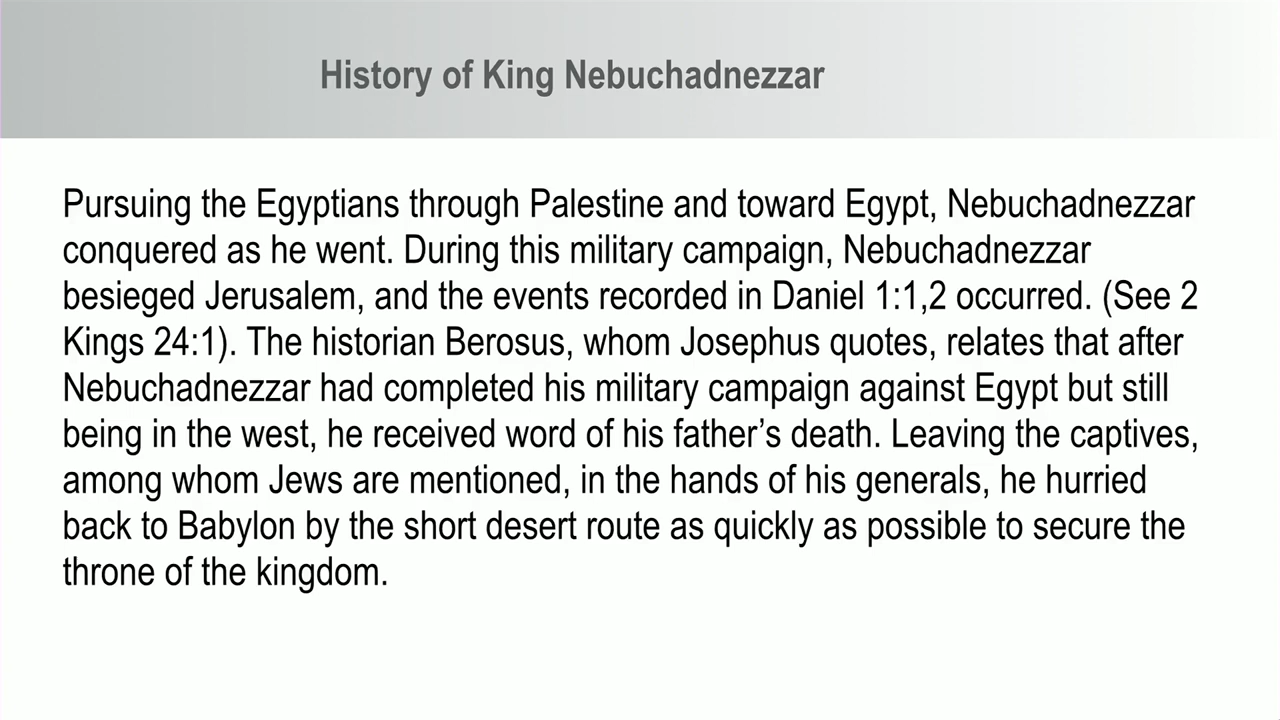 History of King Nebuchadnezzar
Pursuing the Egyptians through Palestine and toward Egypt, Nebuchadnezzar
conquered as he went. During this military campaign, Nebuchadnezzar
besieged Jerusalem, and the events recorded in Daniel 1:1,2 occurred. (See 2
Kings 24:1). The historian Berosus, whom Josephus quotes, relates that after
Nebuchadnezzar had completed his military campaign against Egypt but still
being in the west, he received word of his father’s death. Leaving the captives,
among whom Jews are mentioned, in the hands of his generals, he hurried
back to Babylon by the short desert route as quickly as possible to secure the
throne of the kingdom.